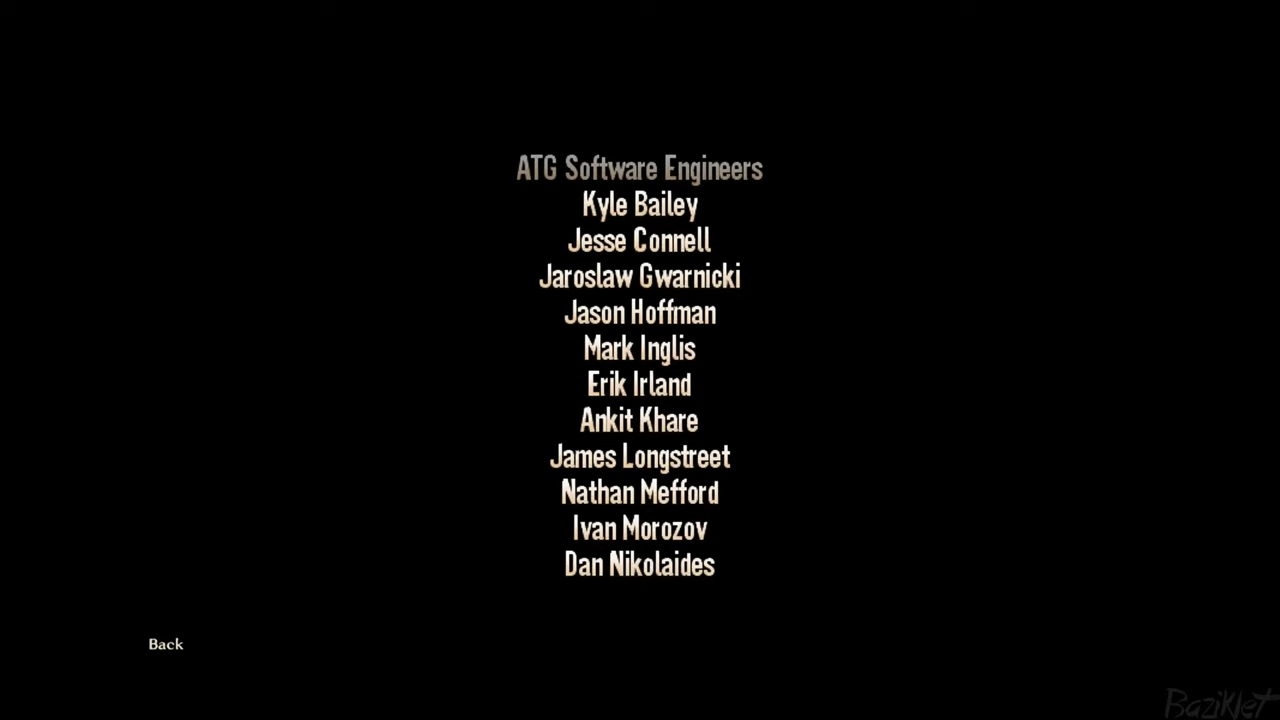 ATG Software Engineers
Kyle Bailey
Jesse Connell
Jaroslaw Gwarnicki
Jason Hoffman
Mark Inglis
Erik Irland
Ankit Khare
James Longstreet
Nathan Mefford
Ivan Morozov
Dan Nikolaides
Back
Baziklet